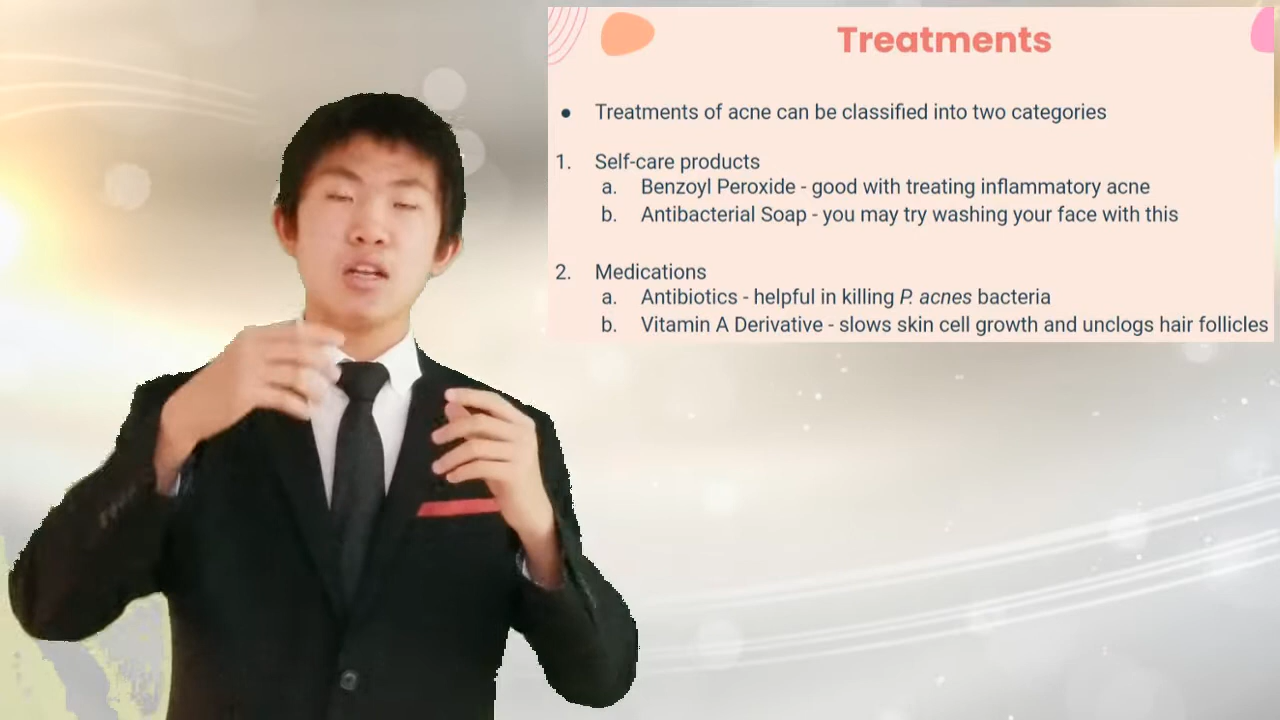 Treatments
● Treatments of acne can be classified into two categories
1. Self-care products
a. Benzoyl Peroxide - good with treating inflammatory acne
b. Antibacterial Soap - you may try washing your face with this
2. Medications
a. Antibiotics - helpful in killing P. acnes bacteria
b. Vitamin A Derivative - slows skin cell growth and unclogs hair follicles